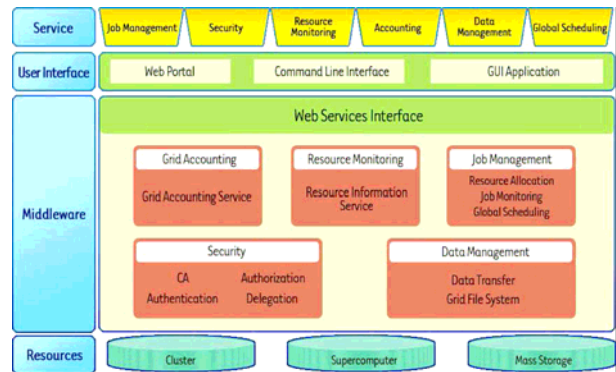 Service
Job Management
Security
Resource
Monitoring
Accounting
Data
Management
Global Scheduling
User Interface
Web Portal
Command Line Interface
GUI Application
Middleware
Web Services Interface
Grid Accounting
Grid Accounting Service
Resource Monitoring
Resource Information
Service
Job Management
Resource Allocation
Job Monitoring
Global Scheduling
Security
CA Authorization
Authentication Delegation
Data Management
Data Transfer
Grid File System
Resources
Cluster
Supercomputer
Mass Storage